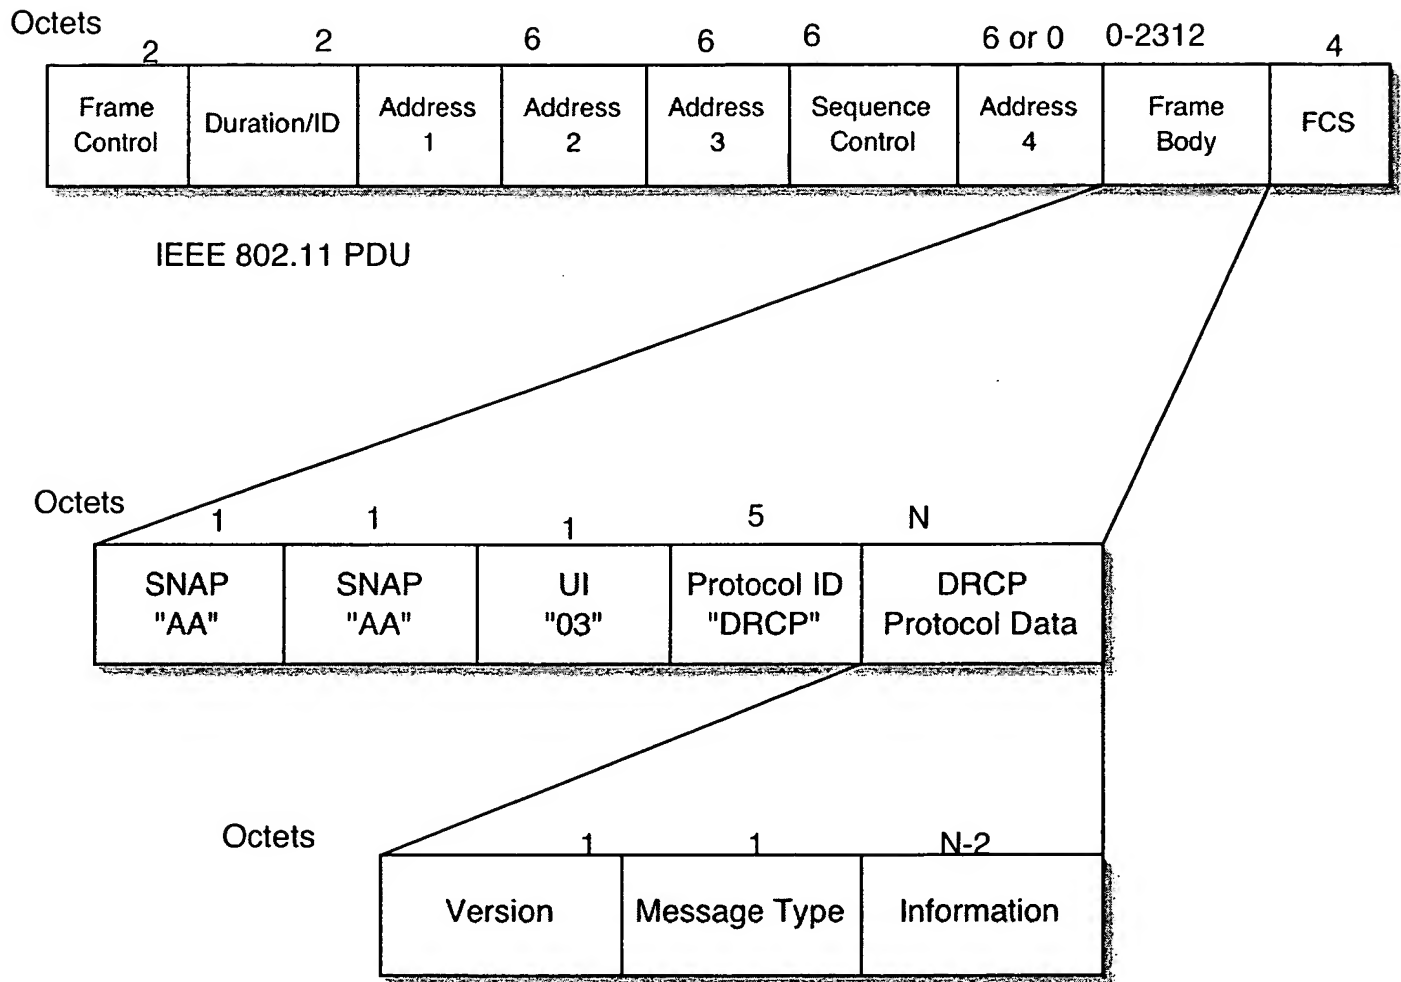 Octets
2 2 6 6 6 6 or 0 0-2312 4
Frame Control
Duration/ID
Address 1
Address 2
Address 3
Sequence Control
Address 4
Frame Body
FCS
IEEE 802.11 PDU
Octets
1 1 1 5 N
SNAP "AA"
SNAP "AA"
UI "03"
Protocol ID "DRCP"
DRCP Protocol Data
Octets
1 1 N-2
Version
Message Type
Information